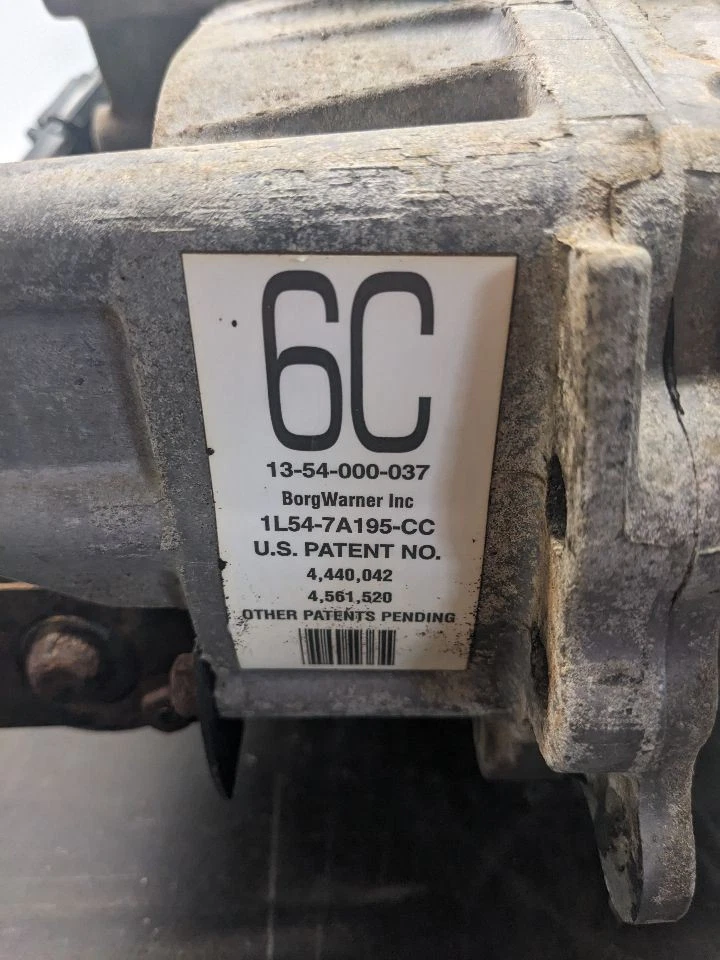 6C
13-54-000-037
BorgWarner Inc
1L54-7A195-CC
U.S. PATENT NO.
4,440,042
4,561,520
OTHER PATENTS PENDING